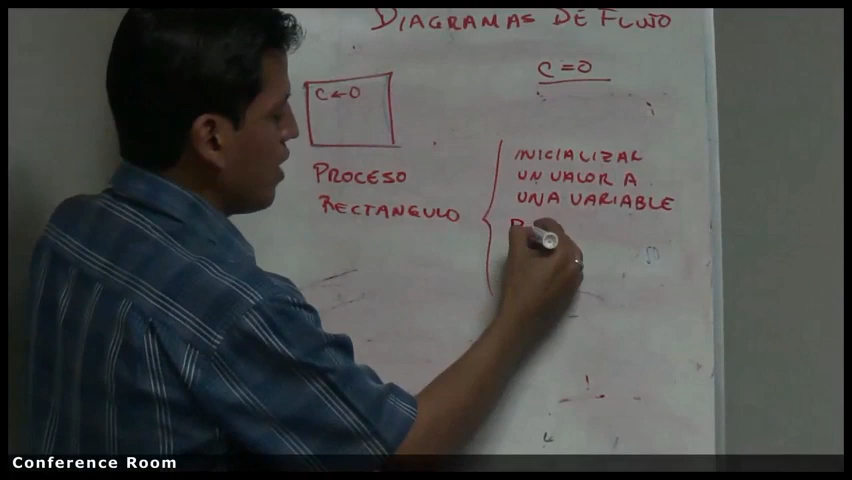 DIAGRAMAS DE FLUJO
C = 0
C ← 0
PROCESO
RECTANGULO
INICIALIZAR
UN VALOR A
UNA VARIABLE
Conference Room